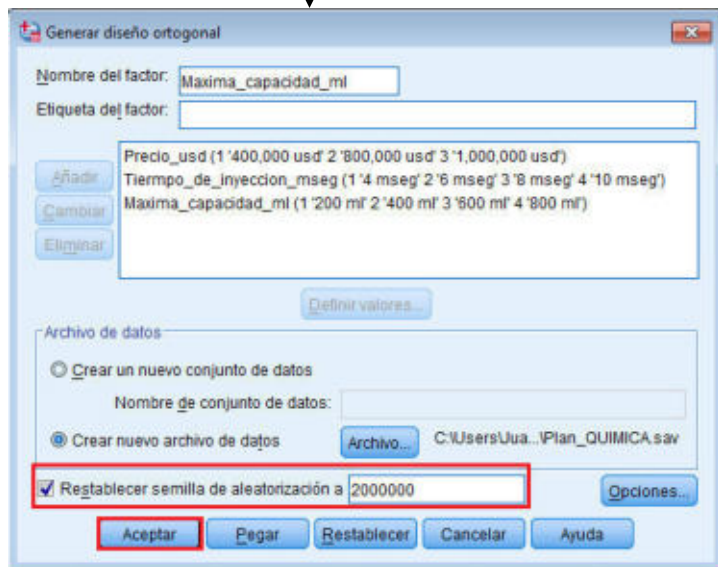 Generar diseño ortogonal
Nombre del factor: Maxima_capacidad_ml
Etiqueta del factor:
Precio_usd (1 '400,000 usd' 2 '800,000 usd' 3 '1,000,000 usd')
Tiermpo_de_inyeccion_mseg (1 '4 mseg' 2 '6 mseg' 3 '8 mseg' 4 '10 mseg')
Maxima_capacidad_ml (1 '200 ml' 2 '400 ml' 3 '600 ml' 4 '800 ml')
Añadir
Cambiar
Eliminar
Definir valores...
Archivo de datos
Crear un nuevo conjunto de datos
Nombre de conjunto de datos:
Crear nuevo archivo de datos Archivo... C:\Users\Jua...\Plan_QUIMICA.sav
Restablecer semilla de aleatorización a 2000000 Opciones...
Aceptar Pegar Restablecer Cancelar Ayuda